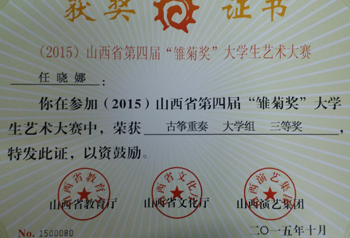 获奖证书
(2015)山西省第四届“雏菊奖”大学生艺术大赛
任晓娜:
你在参加(2015)山西省第四届“雏菊奖”大学
生艺术大赛中,荣获 古筝重奏 大学组 三等奖,
特发此证,以资鼓励。
山西省教育厅 山西省文化厅 山西演艺集团
No. 1500080 二〇一五年十月